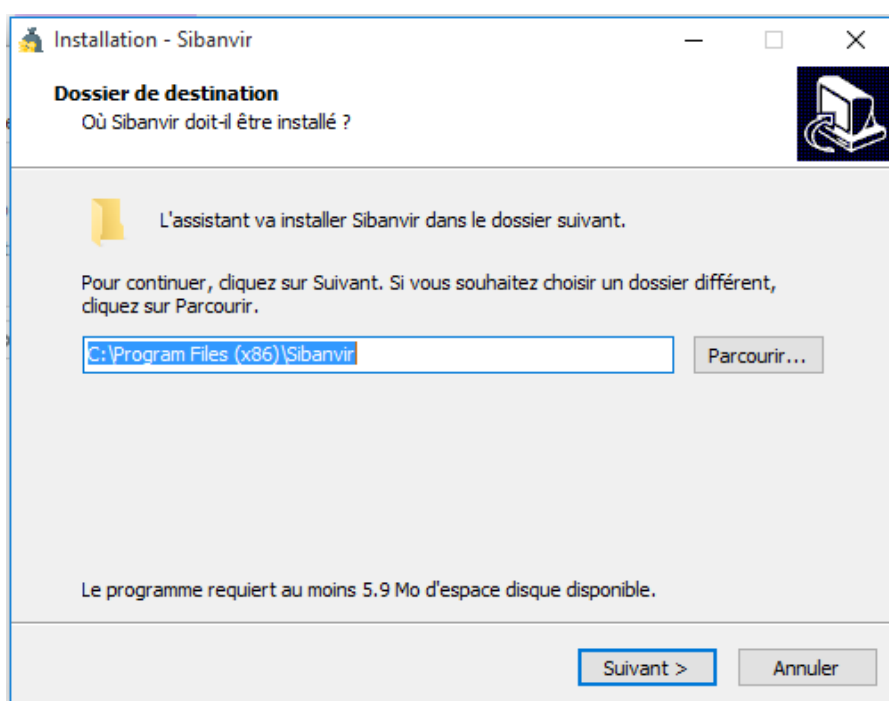 Installation - Sibanvir
Dossier de destination
Où Sibanvir doit-il être installé ?
L'assistant va installer Sibanvir dans le dossier suivant.
Pour continuer, cliquez sur Suivant. Si vous souhaitez choisir un dossier différent,
cliquez sur Parcourir.
C:\Program Files (x86)\Sibanvir
Parcourir...
Le programme requiert au moins 5.9 Mo d'espace disque disponible.
Suivant >
Annuler